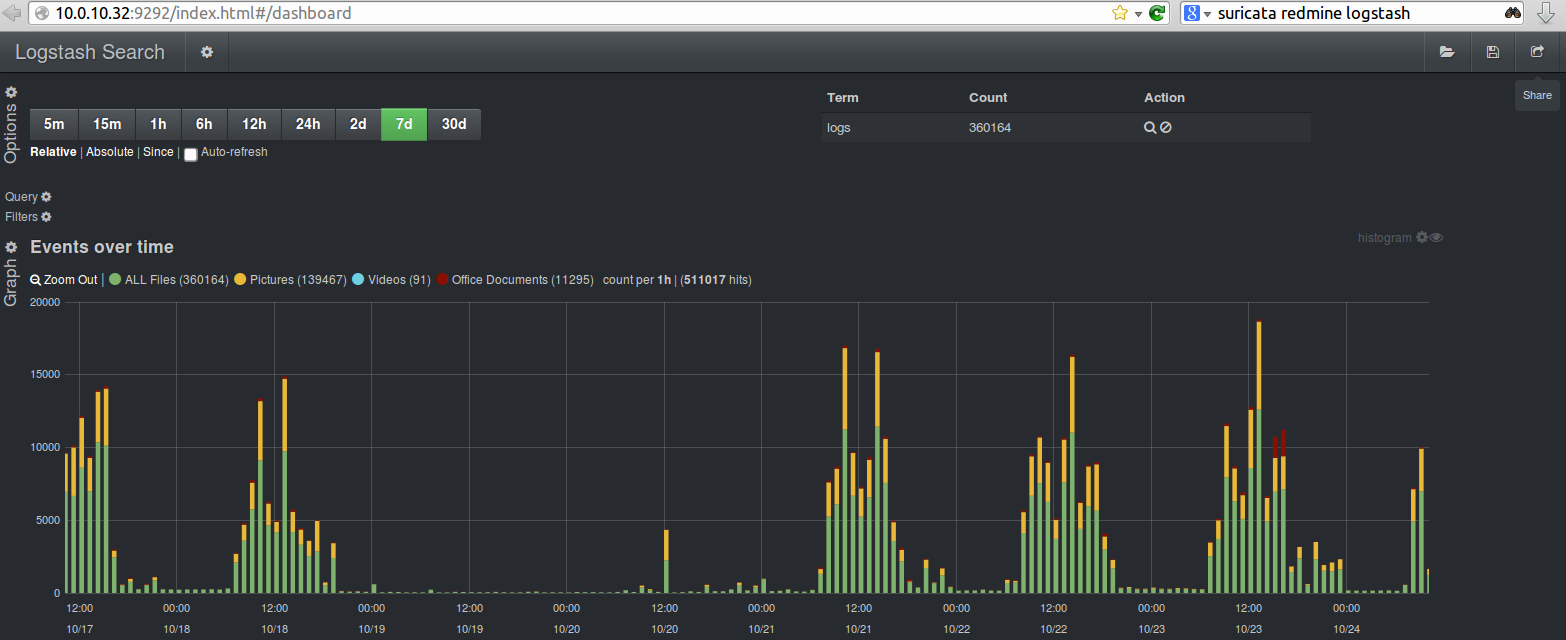 10.0.10.32:9292/index.html#/dashboard
suricata redmine logstash
Logstash Search
Share
Options
5m 15m 1h 6h 12h 24h 2d 7d 30d
Relative | Absolute | Since | Auto-refresh
Term Count Action
logs 360164
Query
Filters
Graph
Events over time
histogram
Zoom Out | ALL Files (360164) Pictures (139467) Videos (91) Office Documents (11295) count per 1h | (511017 hits)
20000
15000
10000
5000
0
12:00 00:00 12:00 00:00 12:00 00:00 12:00 00:00 12:00 00:00 12:00 00:00 12:00 00:00
10/17 10/18 10/18 10/19 10/19 10/20 10/20 10/21 10/21 10/22 10/22 10/23 10/23 10/24